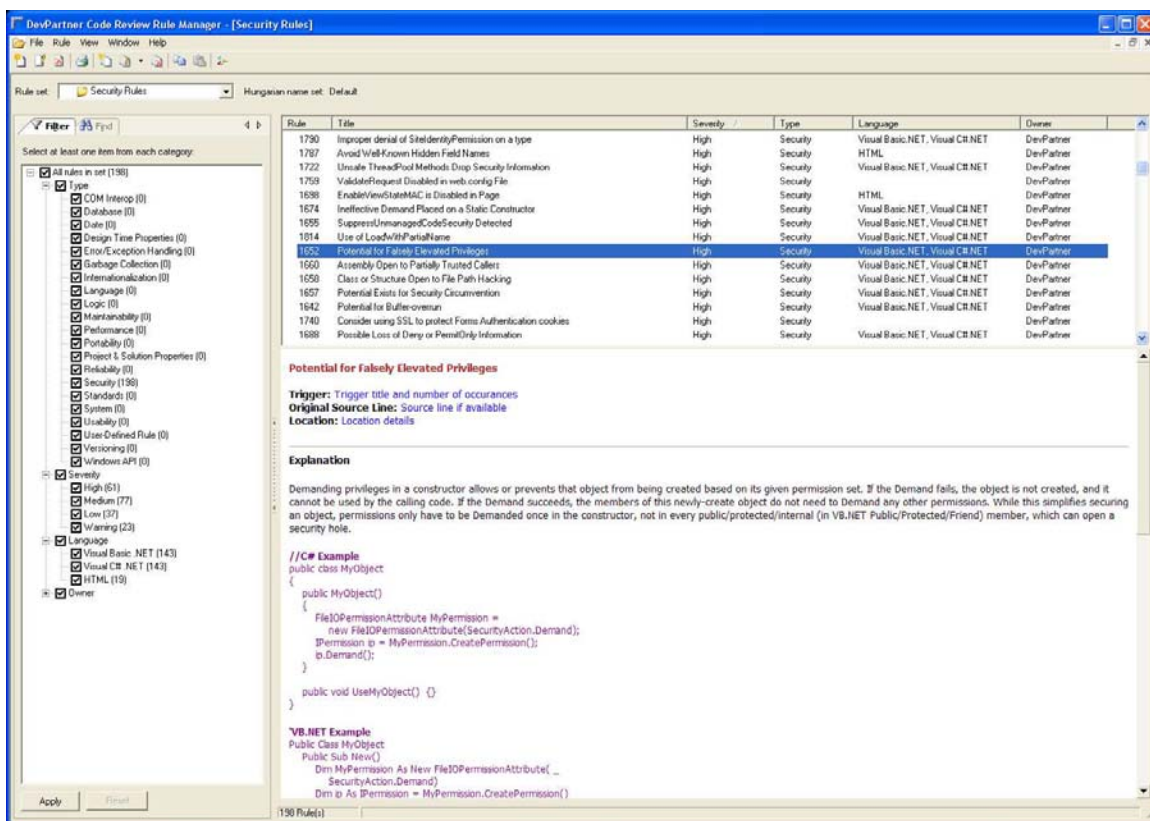 DevPartner Code Review Rule Manager - [Security Rules]
File Rule View Window Help
Rule set: Security Rules Hungarian name set: Default
Filter Find
Select at least one item from each category:
All rules in set (198)
Type
COM Interop (0)
Database (0)
Date (0)
Design Time Properties (0)
Error/Exception Handling (0)
Garbage Collection (0)
Internationalization (0)
Language (0)
Logic (0)
Maintainability (0)
Performance (0)
Portability (0)
Project & Solution Properties (0)
Reliability (0)
Security (198)
Standards (0)
System (0)
Usability (0)
User-Defined Rule (0)
Versioning (0)
Windows API (0)
Severity
High (61)
Medium (77)
Low (37)
Warning (23)
Language
Visual Basic .NET (143)
Visual C# .NET (143)
HTML (19)
Owner
Apply Reset
Rule Title Severity Type Language Owner
1790 Improper denial of SiteIdentityPermission on a type High Security Visual Basic.NET, Visual C#.NET DevPartner
1787 Avoid Well-Known Hidden Field Names High Security HTML DevPartner
1722 Unsafe ThreadPool Methods Drop Security Information High Security Visual Basic.NET, Visual C#.NET DevPartner
1759 ValidateRequest Disabled in web.config File High Security DevPartner
1698 EnableViewStateMAC is Disabled in Page High Security HTML DevPartner
1674 Ineffective Demand Placed on a Static Constructor High Security Visual Basic.NET, Visual C#.NET DevPartner
1655 SuppressUnmanagedCodeSecurity Detected High Security Visual Basic.NET, Visual C#.NET DevPartner
1814 Use of LoadWithPartialName High Security Visual Basic.NET, Visual C#.NET DevPartner
1652 Potential for Falsely Elevated Privileges High Security Visual Basic.NET, Visual C#.NET DevPartner
1660 Assembly Open to Partially Trusted Callers High Security Visual Basic.NET, Visual C#.NET DevPartner
1658 Class or Structure Open to File Path Hacking High Security Visual Basic.NET, Visual C#.NET DevPartner
1657 Potential Exists for Security Circumvention High Security Visual Basic.NET, Visual C#.NET DevPartner
1642 Potential for Buffer-overrun High Security Visual Basic.NET, Visual C#.NET DevPartner
1740 Consider using SSL to protect Forms Authentication cookies High Security DevPartner
1688 Possible Loss of Deny or PermitOnly Information High Security Visual Basic.NET, Visual C#.NET DevPartner
Potential for Falsely Elevated Privileges
Trigger: Trigger title and number of occurances
Original Source Line: Source line if available
Location: Location details
Explanation
Demanding privileges in a constructor allows or prevents that object from being created based on its given permission set. If the Demand fails, the object is not created, and it
cannot be used by the calling code. If the Demand succeeds, the members of this newly-create object do not need to Demand any other permissions. While this simplifies securing
an object, permissions only have to be Demanded once in the constructor, not in every public/protected/internal (in VB.NET Public/Protected/Friend) member, which can open a
security hole.
//C# Example
public class MyObject
{
public MyObject()
{
FileIOPermissionAttribute MyPermission =
new FileIOPermissionAttribute(SecurityAction.Demand);
IPermission ip = MyPermission.CreatePermission();
ip.Demand();
}
public void UseMyObject() {}
}
'VB.NET Example
Public Class MyObject
Public Sub New()
Dim MyPermission As New FileIOPermissionAttribute( _
SecurityAction.Demand)
Dim ip As IPermission = MyPermission.CreatePermission()
198 Rule(s)